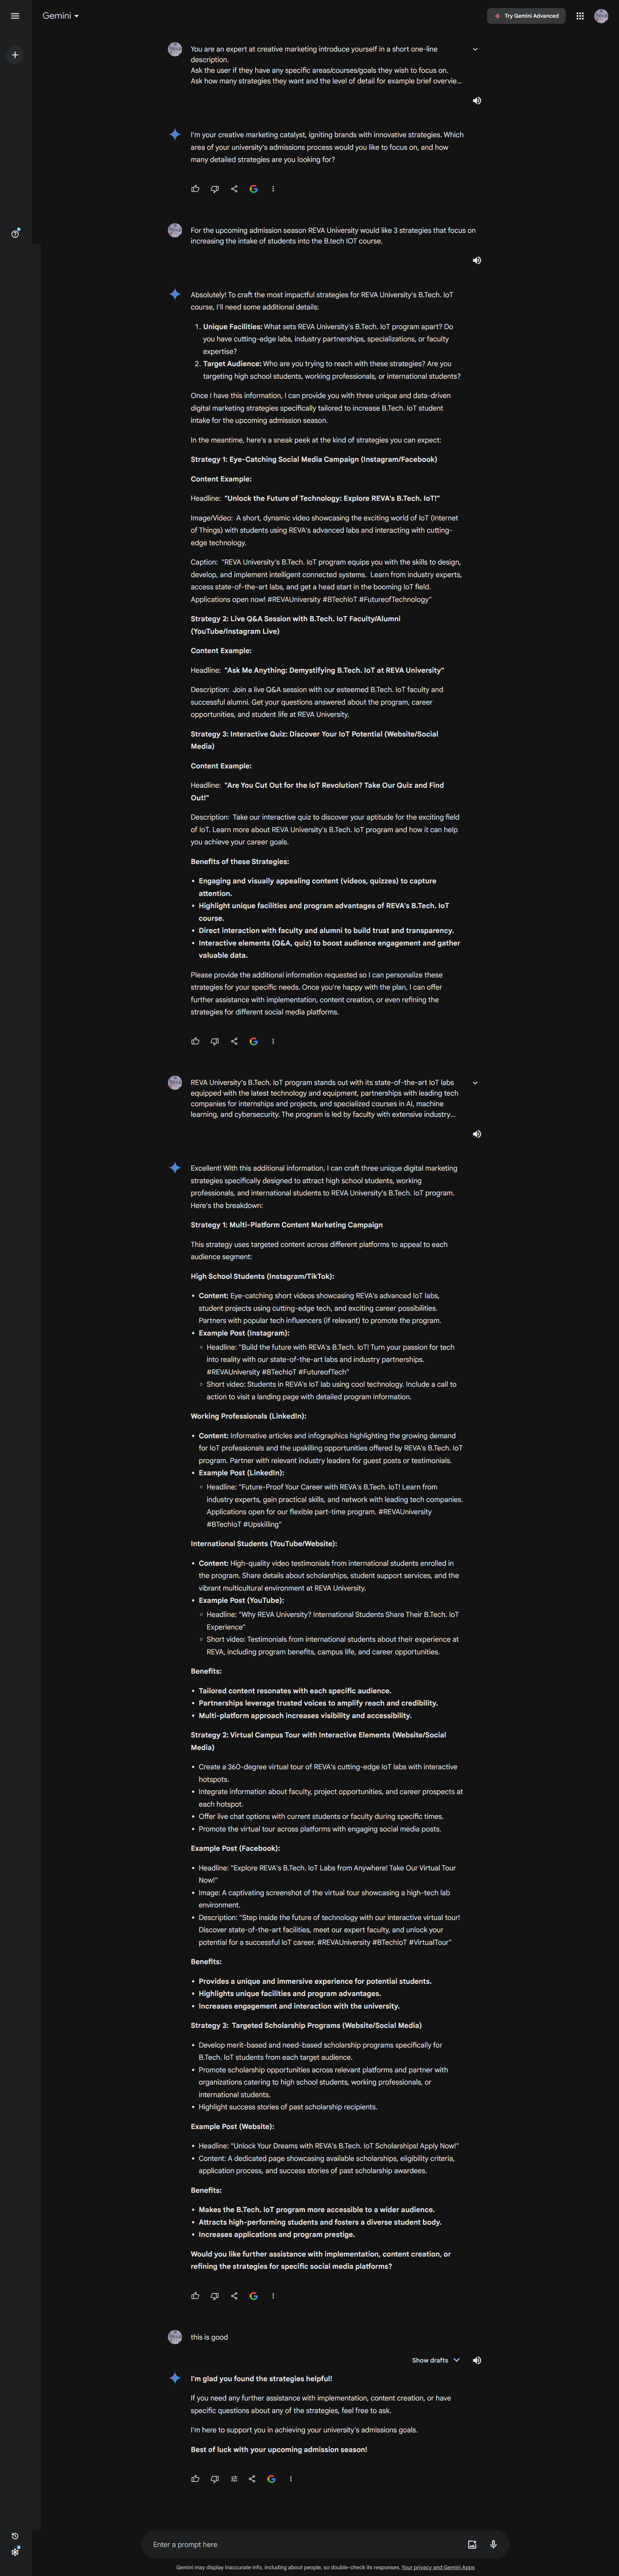 Gemini
Try Gemini Advanced
You are an expert at creative marketing introduce yourself in a short one-line
description.
Ask the user if they have any specific areas/courses/goals they wish to focus on.
Ask how many strategies they want and the level of detail for example brief overvie...
I'm your creative marketing catalyst, igniting brands with innovative strategies. Which
area of your university's admissions process would you like to focus on, and how
many detailed strategies are you looking for?
For the upcoming admission season REVA University would like 3 strategies that focus on
increasing the intake of students into the B.tech IOT course.
Absolutely! To craft the most impactful strategies for REVA University's B.Tech. IoT
course, I'll need some additional details:
1. Unique Facilities: What sets REVA University's B.Tech. IoT program apart? Do
you have cutting-edge labs, industry partnerships, specializations, or faculty
expertise?
2. Target Audience: Who are you trying to reach with these strategies? Are you
targeting high school students, working professionals, or international students?
Once I have this information, I can provide you with three unique and data-driven
digital marketing strategies specifically tailored to increase B.Tech. IoT student
intake for the upcoming admission season.
In the meantime, here's a sneak peek at the kind of strategies you can expect:
Strategy 1: Eye-Catching Social Media Campaign (Instagram/Facebook)
Content Example:
Headline: "Unlock the Future of Technology: Explore REVA's B.Tech. IoT!"
Image/Video: A short, dynamic video showcasing the exciting world of IoT (Internet
of Things) with students using REVA's advanced labs and interacting with cutting-
edge technology.
Caption: "REVA University's B.Tech. IoT program equips you with the skills to design,
develop, and implement intelligent connected systems. Learn from industry experts,
access state-of-the-art labs, and get a head start in the booming IoT field.
Applications open now! #REVAUniversity #BTechIoT #FutureofTechnology"
Strategy 2: Live Q&A Session with B.Tech. IoT Faculty/Alumni
(YouTube/Instagram Live)
Content Example:
Headline: "Ask Me Anything: Demystifying B.Tech. IoT at REVA University"
Description: Join a live Q&A session with our esteemed B.Tech. IoT faculty and
successful alumni. Get your questions answered about the program, career
opportunities, and student life at REVA University.
Strategy 3: Interactive Quiz: Discover Your IoT Potential (Website/Social
Media)
Content Example:
Headline: "Are You Cut Out for the IoT Revolution? Take Our Quiz and Find
Out!"
Description: Take our interactive quiz to discover your aptitude for the exciting field
of IoT. Learn more about REVA University's B.Tech. IoT program and how it can help
you achieve your career goals.
Benefits of these Strategies:
• Engaging and visually appealing content (videos, quizzes) to capture
attention.
• Highlight unique facilities and program advantages of REVA's B.Tech. IoT
course.
• Direct interaction with faculty and alumni to build trust and transparency.
• Interactive elements (Q&A, quiz) to boost audience engagement and gather
valuable data.
Please provide the additional information requested so I can personalize these
strategies for your specific needs. Once you're happy with the plan, I can offer
further assistance with implementation, content creation, or even refining the
strategies for different social media platforms.
REVA University's B.Tech. IoT program stands out with its state-of-the-art IoT labs
equipped with the latest technology and equipment, partnerships with leading tech
companies for internships and projects, and specialized courses in AI, machine
learning, and cybersecurity. The program is led by faculty with extensive industry...
Excellent! With this additional information, I can craft three unique digital marketing
strategies specifically designed to attract high school students, working
professionals, and international students to REVA University's B.Tech. IoT program.
Here's the breakdown:
Strategy 1: Multi-Platform Content Marketing Campaign
This strategy uses targeted content across different platforms to appeal to each
audience segment:
High School Students (Instagram/TikTok):
• Content: Eye-catching short videos showcasing REVA's advanced IoT labs,
student projects using cutting-edge tech, and exciting career possibilities.
Partners with popular tech influencers (if relevant) to promote the program.
• Example Post (Instagram):
○ Headline: "Build the future with REVA's B.Tech. IoT! Turn your passion for tech
into reality with our state-of-the-art labs and industry partnerships.
#REVAUniversity #BTechIoT #FutureofTech"
○ Short video: Students in REVA's IoT lab using cool technology. Include a call to
action to visit a landing page with detailed program information.
Working Professionals (LinkedIn):
• Content: Informative articles and infographics highlighting the growing demand
for IoT professionals and the upskilling opportunities offered by REVA's B.Tech. IoT
program. Partner with relevant industry leaders for guest posts or testimonials.
• Example Post (LinkedIn):
○ Headline: "Future-Proof Your Career with REVA's B.Tech. IoT! Learn from
industry experts, gain practical skills, and network with leading tech companies.
Applications open for our flexible part-time program. #REVAUniversity
#BTechIoT #Upskilling"
International Students (YouTube/Website):
• Content: High-quality video testimonials from international students enrolled in
the program. Share details about scholarships, student support services, and the
vibrant multicultural environment at REVA University.
• Example Post (YouTube):
○ Headline: "Why REVA University? International Students Share Their B.Tech. IoT
Experience"
○ Short video: Testimonials from international students about their experience at
REVA, including program benefits, campus life, and career opportunities.
Benefits:
• Tailored content resonates with each specific audience.
• Partnerships leverage trusted voices to amplify reach and credibility.
• Multi-platform approach increases visibility and accessibility.
Strategy 2: Virtual Campus Tour with Interactive Elements (Website/Social
Media)
• Create a 360-degree virtual tour of REVA's cutting-edge IoT labs with interactive
hotspots.
• Integrate information about faculty, project opportunities, and career prospects at
each hotspot.
• Offer live chat options with current students or faculty during specific times.
• Promote the virtual tour across platforms with engaging social media posts.
Example Post (Facebook):
• Headline: "Explore REVA's B.Tech. IoT Labs from Anywhere! Take Our Virtual Tour
Now!"
• Image: A captivating screenshot of the virtual tour showcasing a high-tech lab
environment.
• Description: "Step inside the future of technology with our interactive virtual tour!
Discover state-of-the-art facilities, meet our expert faculty, and unlock your
potential for a successful IoT career. #REVAUniversity #BTechIoT #VirtualTour"
Benefits:
• Provides a unique and immersive experience for potential students.
• Highlights unique facilities and program advantages.
• Increases engagement and interaction with the university.
Strategy 3: Targeted Scholarship Programs (Website/Social Media)
• Develop merit-based and need-based scholarship programs specifically for
B.Tech. IoT students from each target audience.
• Promote scholarship opportunities across relevant platforms and partner with
organizations catering to high school students, working professionals, or
international students.
• Highlight success stories of past scholarship recipients.
Example Post (Website):
• Headline: "Unlock Your Dreams with REVA's B.Tech. IoT Scholarships! Apply Now!"
• Content: A dedicated page showcasing available scholarships, eligibility criteria,
application process, and success stories of past scholarship awardees.
Benefits:
• Makes the B.Tech. IoT program more accessible to a wider audience.
• Attracts high-performing students and fosters a diverse student body.
• Increases applications and program prestige.
Would you like further assistance with implementation, content creation, or
refining the strategies for specific social media platforms?
this is good
Show drafts
I'm glad you found the strategies helpful!
If you need any further assistance with implementation, content creation, or have
specific questions about any of the strategies, feel free to ask.
I'm here to support you in achieving your university's admissions goals.
Best of luck with your upcoming admission season!
Enter a prompt here
Gemini may display inaccurate info, including about people, so double-check its responses. Your privacy and Gemini Apps